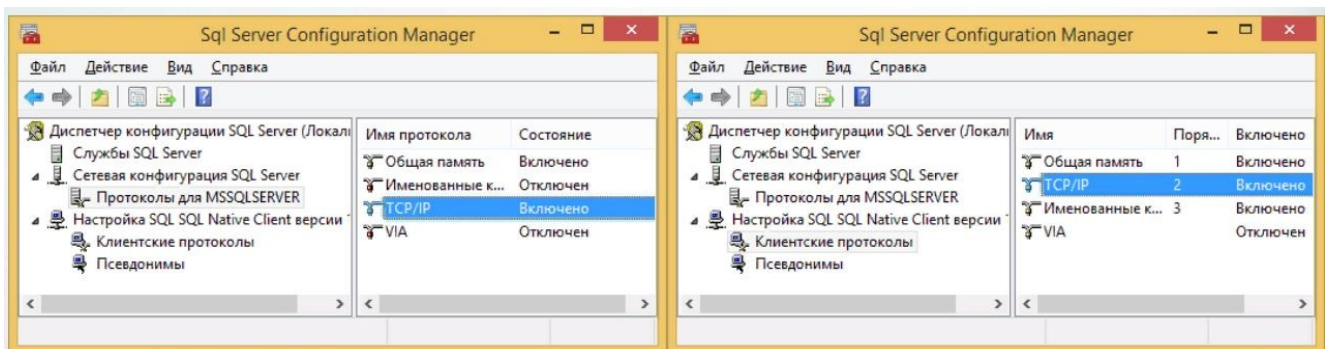 Sql Server Configuration Manager
Файл Действие Вид Справка
Диспетчер конфигурации SQL Server (Локалы
Службы SQL Server
Сетевая конфигурация SQL Server
Протоколы для MSSQLSERVER
Настройка SQL SQL Native Client версии
Клиентские протоколы
Псевдонимы
Имя протокола Состояние
Общая память Включено
Именованные к... Отключен
TCP/IP Включено
VIA Отключен
Sql Server Configuration Manager
Файл Действие Вид Справка
Диспетчер конфигурации SQL Server (Локалы
Службы SQL Server
Сетевая конфигурация SQL Server
Протоколы для MSSQLSERVER
Настройка SQL SQL Native Client версии
Клиентские протоколы
Псевдонимы
Имя Поря... Включено
Общая память 1 Включено
TCP/IP 2 Включено
Именованные к... 3 Включено
VIA Отключен